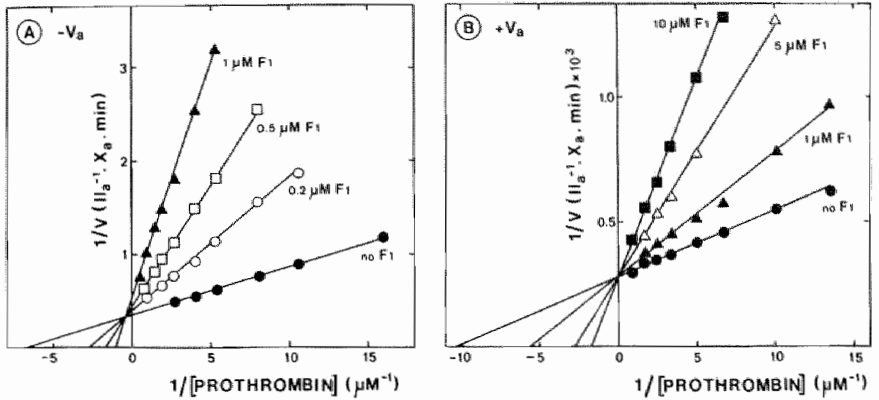 A
-Va
1/V (IIa⁻¹. Xa. min)
3
2
1
1 µM F1
0.5 µM F1
0.2 µM F1
no F1
-5
0
5
10
15
1/[PROTHROMBIN] (µM⁻¹)
B
+Va
1/V (IIa⁻¹. Xa. min)×10³
1.0
0.5
10 µM F1
5 µM F1
1 µM F1
no F1
-10
-5
0
5
10
15
1/[PROTHROMBIN] (µM⁻¹)